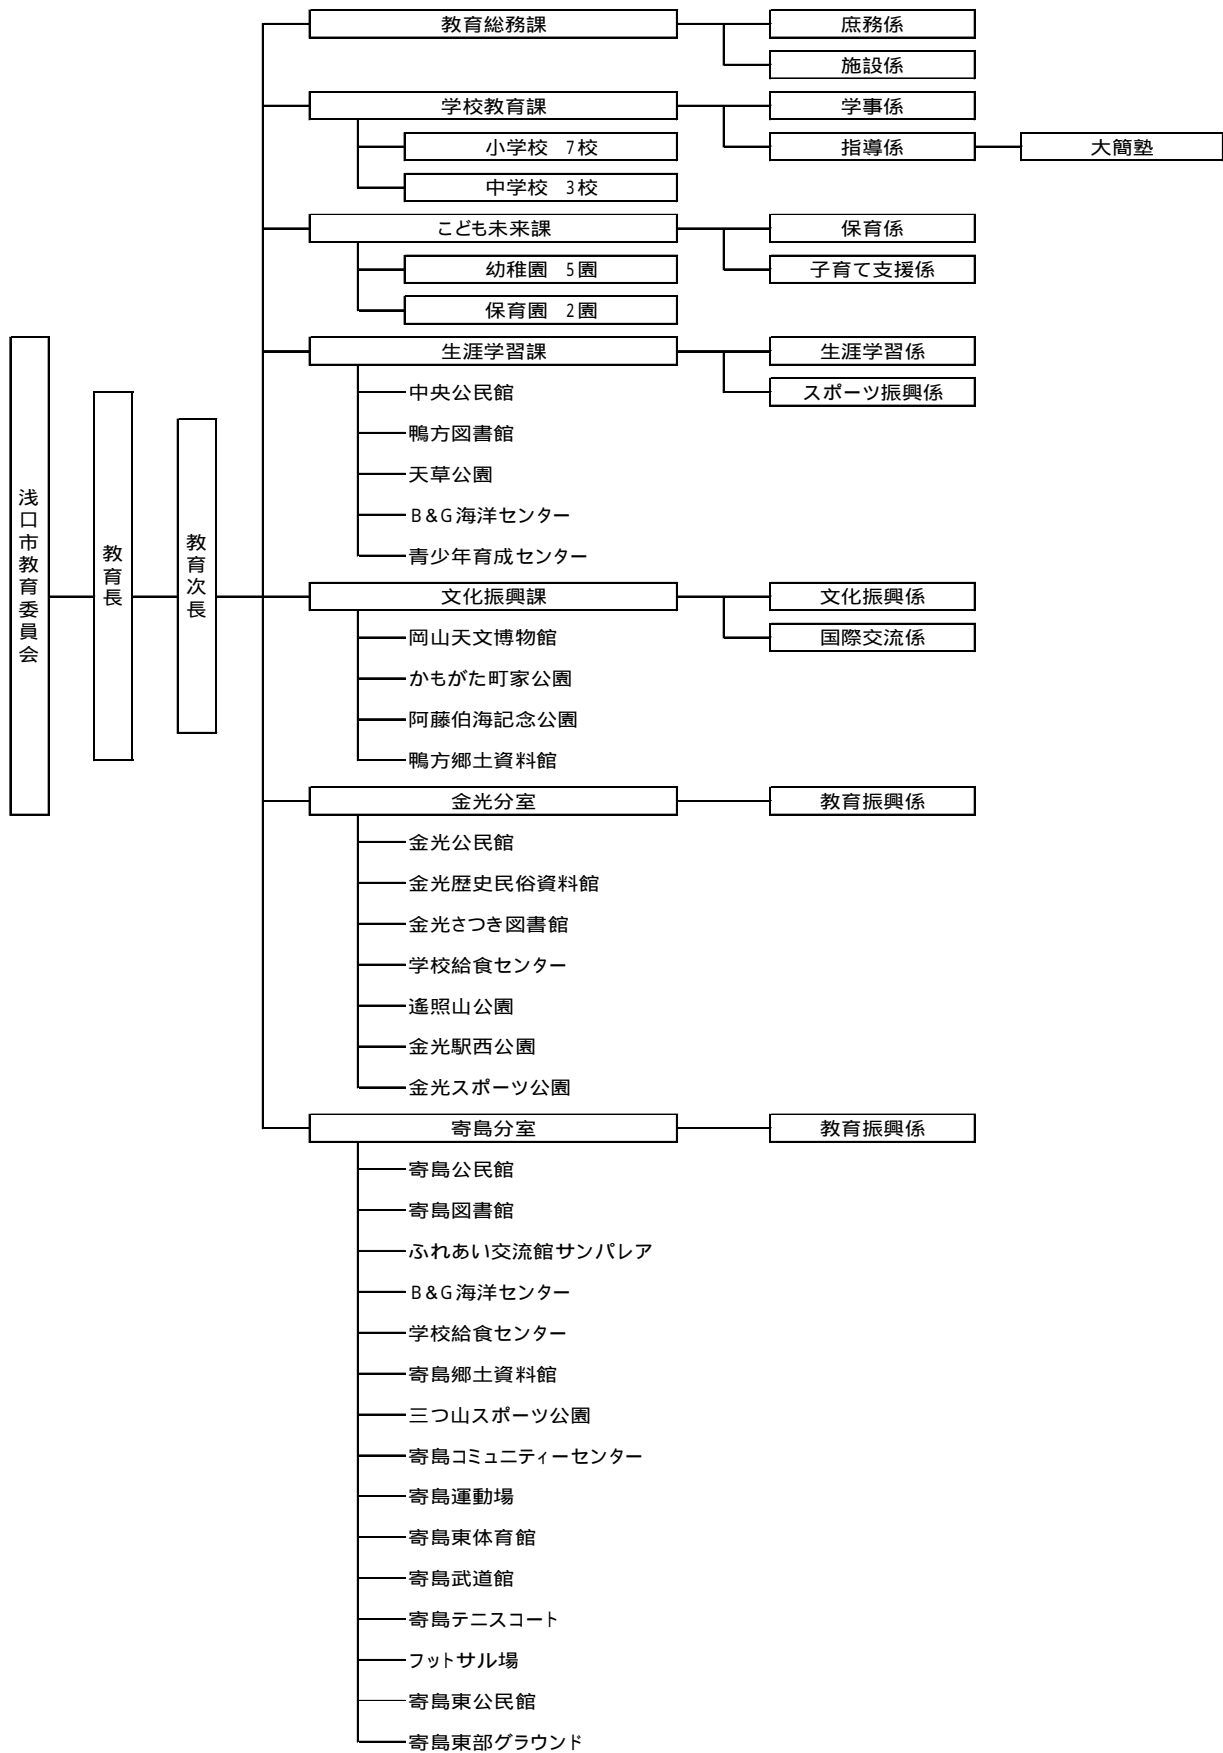 浅口市教育委員会
教育長
教育次長
教育総務課
庶務係
施設係
学校教育課
学事係
小学校 7校
指導係
大簡塾
中学校 3校
こども未来課
保育係
幼稚園 5園
子育て支援係
保育園 2園
生涯学習課
生涯学習係
中央公民館
スポーツ振興係
鴨方図書館
天草公園
B&G海洋センター
青少年育成センター
文化振興課
文化振興係
岡山天文博物館
国際交流係
かもがた町家公園
阿藤伯海記念公園
鴨方郷土資料館
金光分室
教育振興係
金光公民館
金光歴史民俗資料館
金光さつき図書館
学校給食センター
遙照山公園
金光駅西公園
金光スポーツ公園
寄島分室
教育振興係
寄島公民館
寄島図書館
ふれあい交流館サンパレア
B&G海洋センター
学校給食センター
寄島郷土資料館
三つ山スポーツ公園
寄島コミュニティーセンター
寄島運動場
寄島東体育館
寄島武道館
寄島テニスコート
フットサル場
寄島東公民館
寄島東部グラウンド